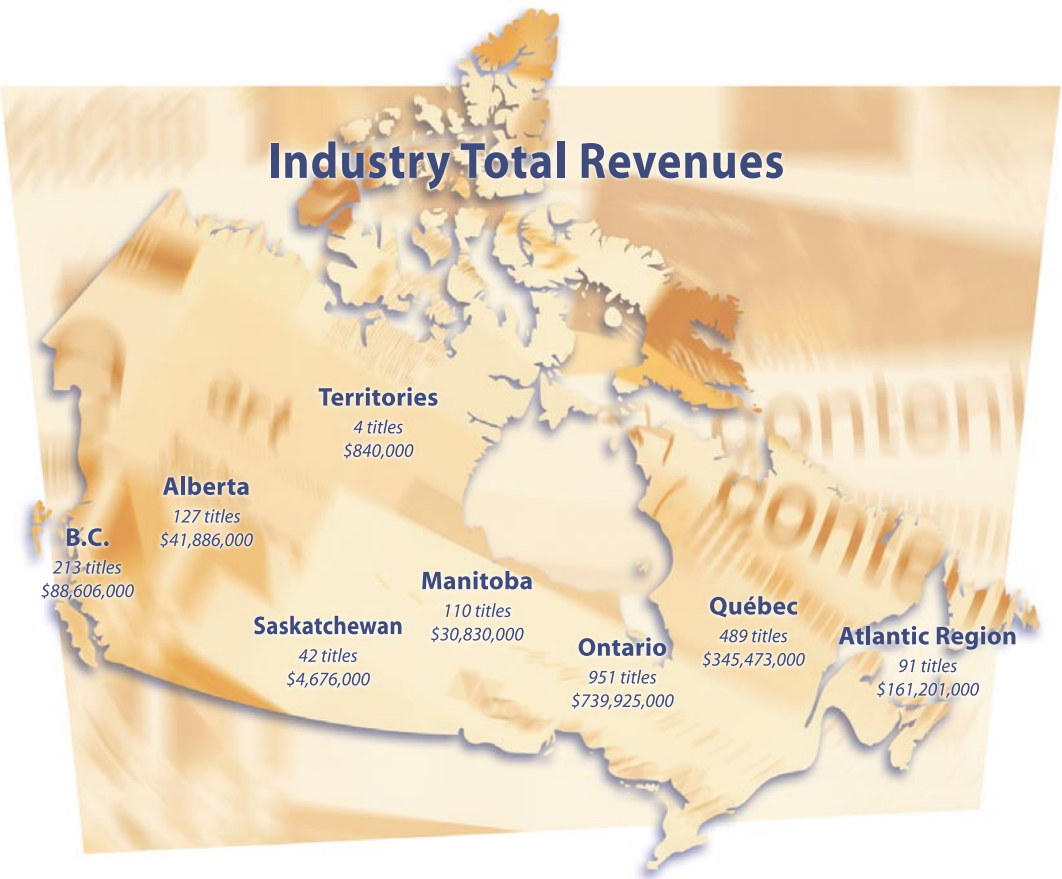 Industry Total Revenues
Territories
4 titles
$840,000
Alberta
127 titles
$41,886,000
B.C.
213 titles
$88,606,000
Manitoba
110 titles
$30,830,000
Saskatchewan
42 titles
$4,676,000
Ontario
951 titles
$739,925,000
Québec
489 titles
$345,473,000
Atlantic Region
91 titles
$161,201,000